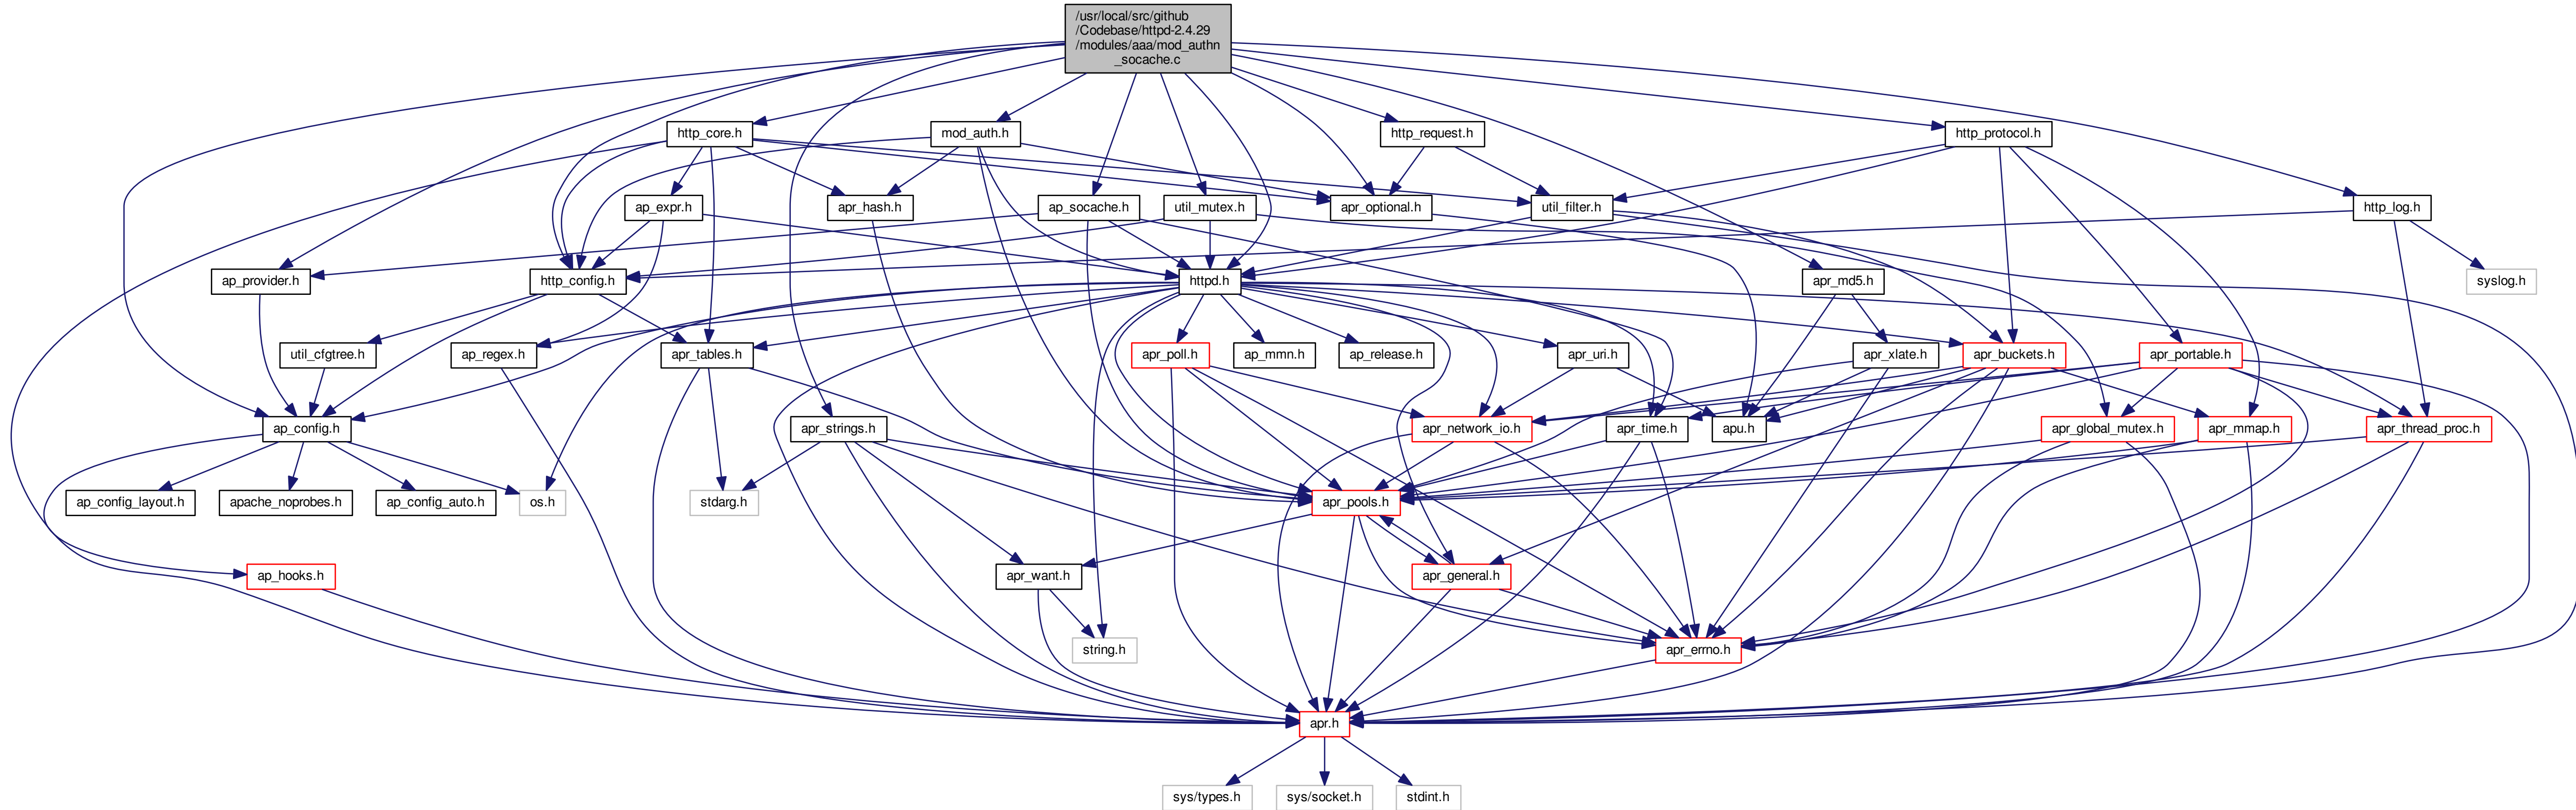 /usr/local/src/github
/Codebase/httpd-2.4.29
/modules/aaa/mod_authn
_socache.c
http_core.h
mod_auth.h
http_request.h
http_protocol.h
ap_expr.h
apr_hash.h
ap_socache.h
util_mutex.h
apr_optional.h
util_filter.h
http_log.h
ap_provider.h
http_config.h
httpd.h
apr_md5.h
syslog.h
util_cfgtree.h
ap_regex.h
apr_tables.h
apr_poll.h
ap_mmn.h
ap_release.h
apr_uri.h
apr_xlate.h
apr_buckets.h
apr_portable.h
ap_config.h
apr_strings.h
apr_network_io.h
apr_time.h
apu.h
apr_global_mutex.h
apr_mmap.h
apr_thread_proc.h
ap_config_layout.h
apache_noprobes.h
ap_config_auto.h
os.h
stdarg.h
apr_pools.h
ap_hooks.h
apr_want.h
apr_general.h
string.h
apr_errno.h
apr.h
sys/types.h
sys/socket.h
stdint.h